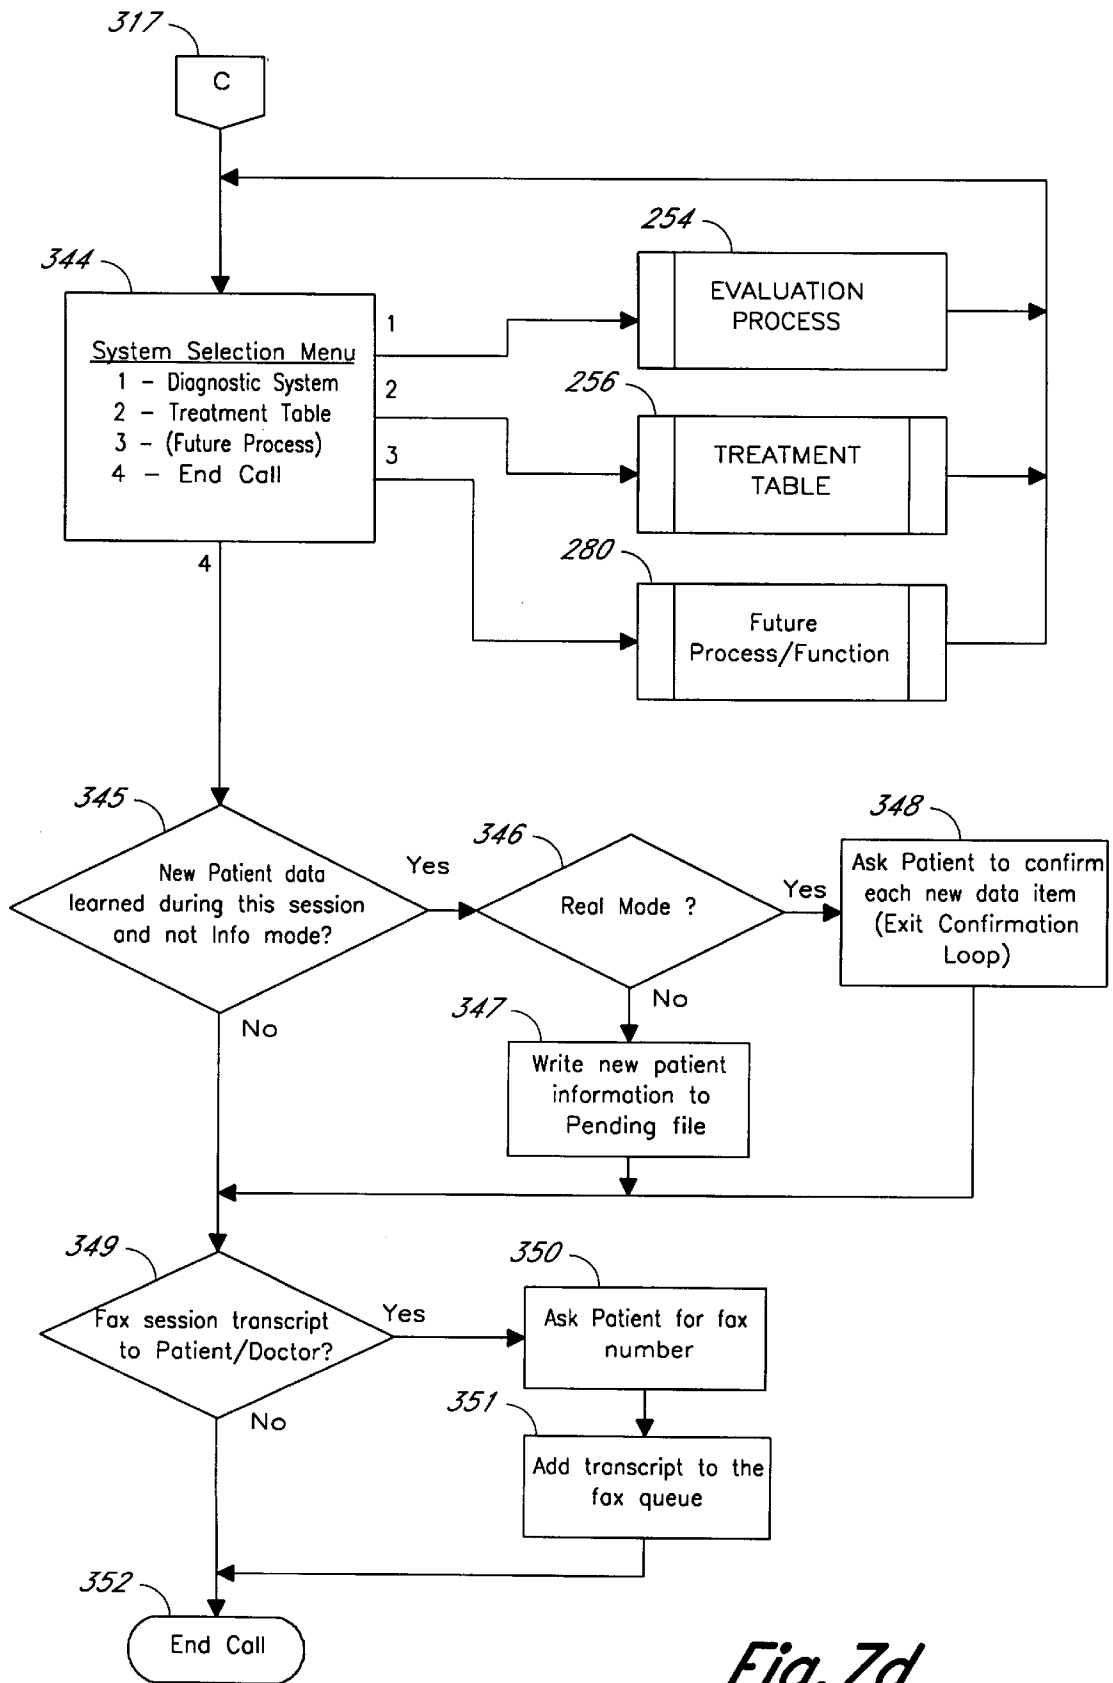 317
C
344
System Selection Menu
1 - Diagnostic System
2 - Treatment Table
3 - (Future Process)
4 - End Call
1
2
3
4
254
EVALUATION
PROCESS
256
TREATMENT
TABLE
280
Future
Process/Function
345
New Patient data
learned during this session
and not Info mode?
Yes
No
346
Real Mode ?
Yes
No
348
Ask Patient to confirm
each new data item
(Exit Confirmation
Loop)
347
Write new patient
information to
Pending file
349
Fax session transcript
to Patient/Doctor?
Yes
No
350
Ask Patient for fax
number
351
Add transcript to the
fax queue
352
End Call
Fig. 7d